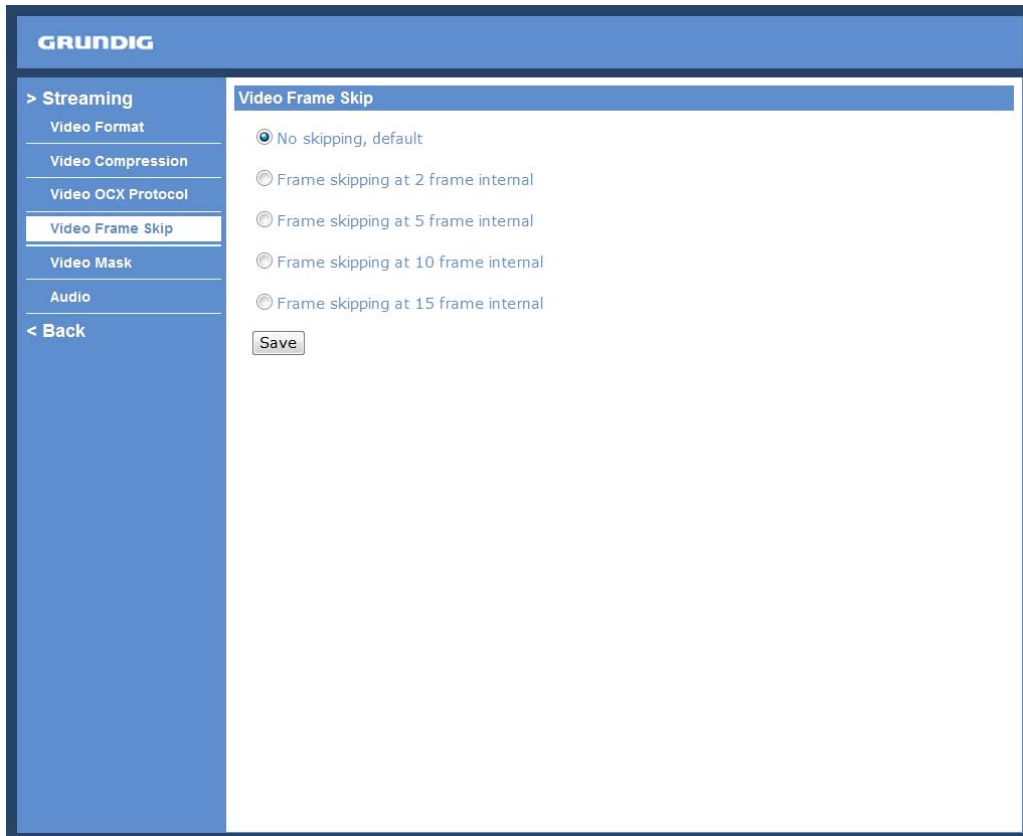 GRUNDIG
> Streaming
Video Format
Video Compression
Video OCX Protocol
Video Frame Skip
Video Mask
Audio
< Back
Video Frame Skip
No skipping, default
Frame skipping at 2 frame internal
Frame skipping at 5 frame internal
Frame skipping at 10 frame internal
Frame skipping at 15 frame internal
Save